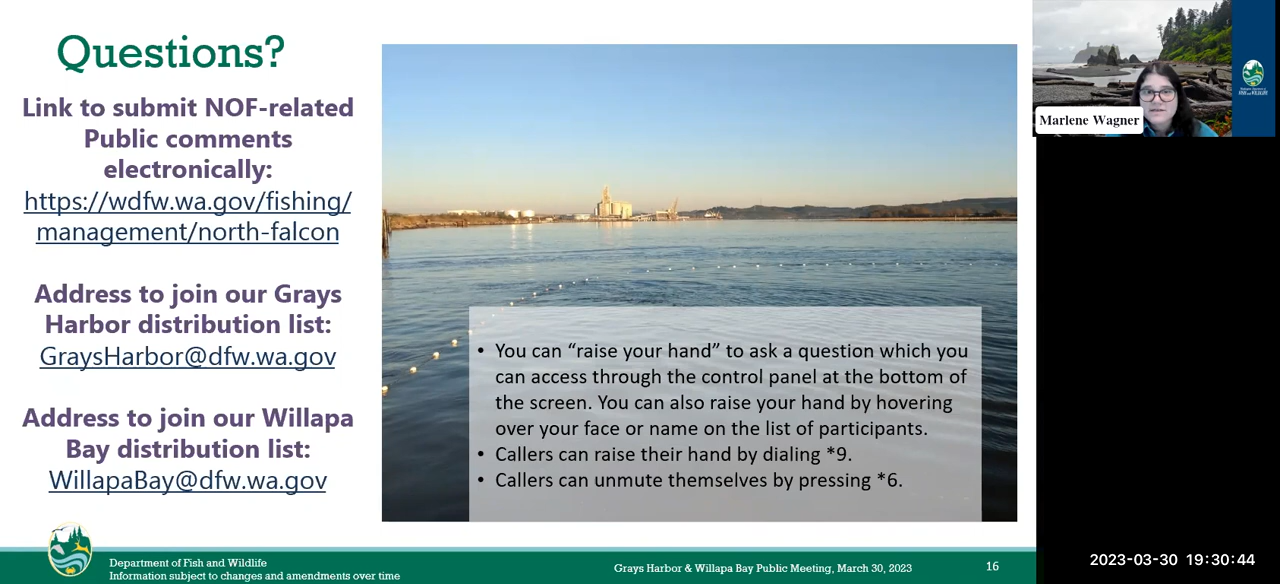 Questions?
Link to submit NOF-related
Public comments
electronically:
https://wdfw.wa.gov/fishing/
management/north-falcon
Address to join our Grays
Harbor distribution list:
GraysHarbor@dfw.wa.gov
Address to join our Willapa
Bay distribution list:
WillapaBay@dfw.wa.gov
• You can “raise your hand” to ask a question which you
can access through the control panel at the bottom of
the screen. You can also raise your hand by hovering
over your face or name on the list of participants.
• Callers can raise their hand by dialing *9.
• Callers can unmute themselves by pressing *6.
Department of Fish and Wildlife
Information subject to changes and amendments over time
Grays Harbor & Willapa Bay Public Meeting, March 30, 2023
16
Marlene Wagner
FISH and WILDLIFE
2023-03-30 19:30:44